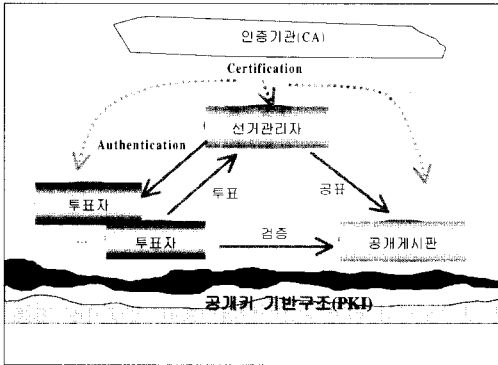 인증기관(CA)
Certification
선거관리자
Authentication
투표
공표
투표자
...
투표자
검증
공개게시판
공개키 기반구조(PKI)